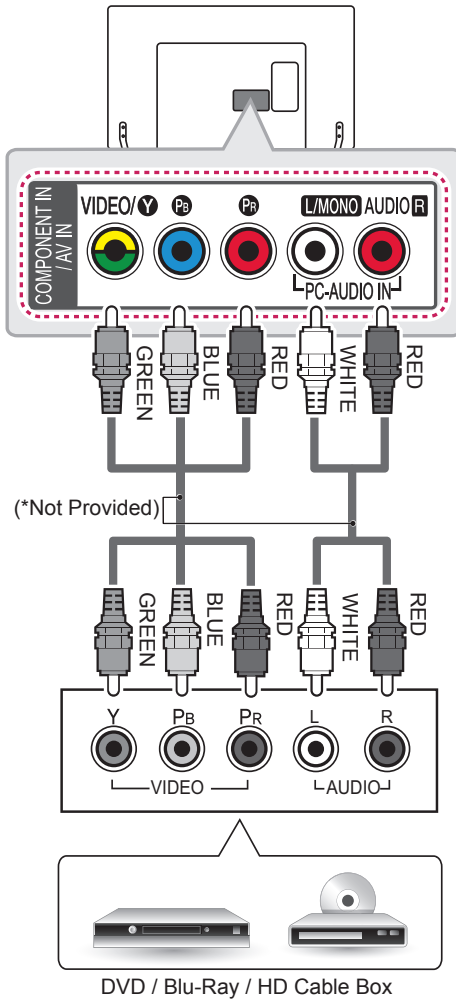 COMPONENT IN
/ AV IN
VIDEO/Y PB PR L/MONO AUDIO R
PC-AUDIO IN
GREEN BLUE RED WHITE RED
(*Not Provided)
GREEN BLUE RED WHITE RED
Y PB PR L R
VIDEO AUDIO
DVD / Blu-Ray / HD Cable Box